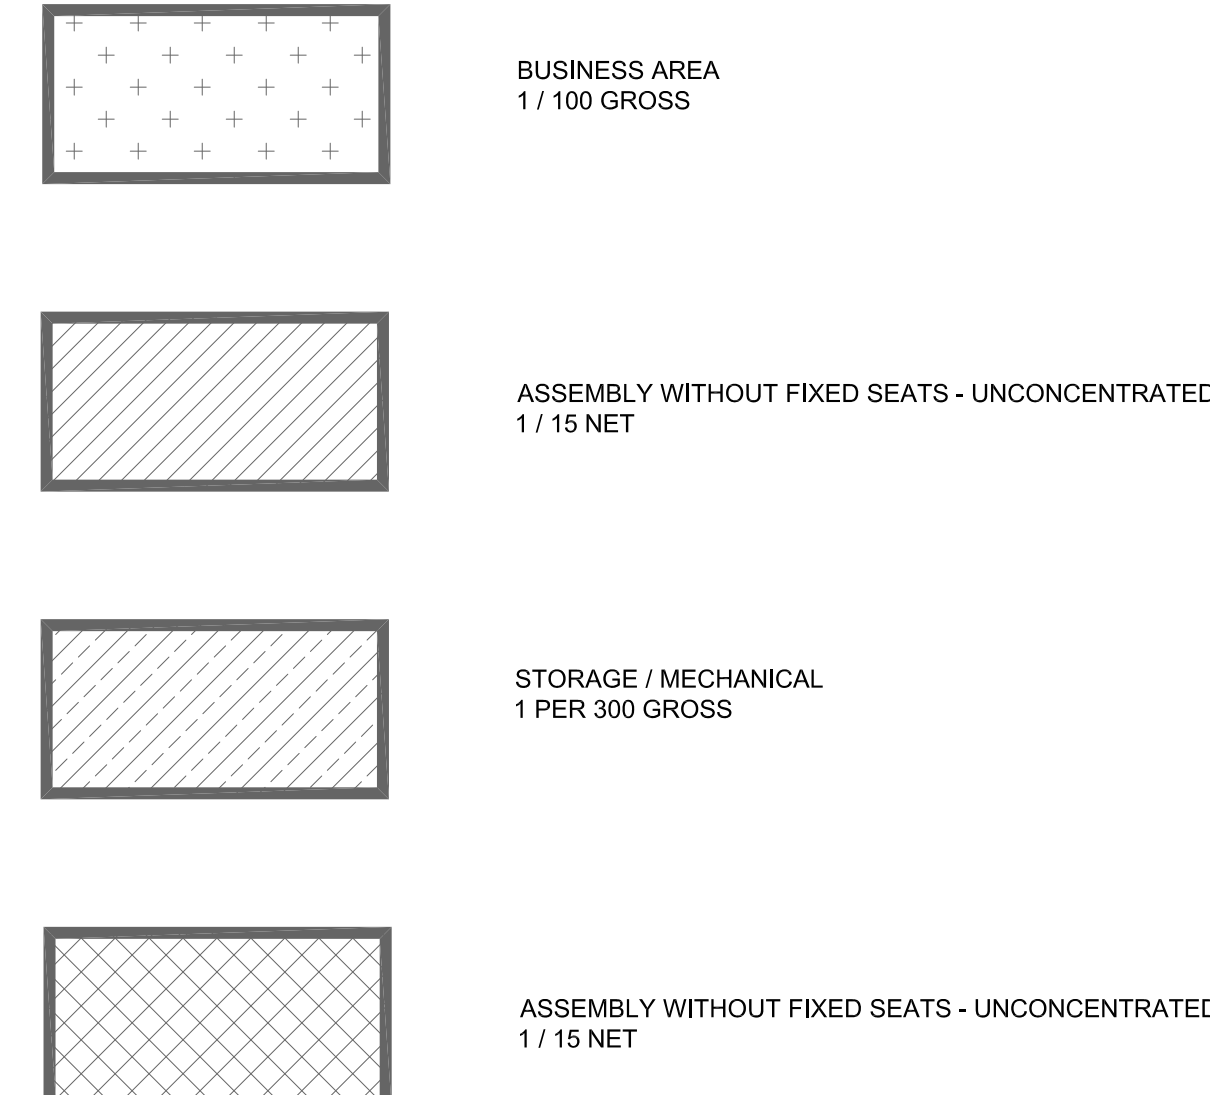 BUSINESS AREA
1 / 100 GROSS
ASSEMBLY WITHOUT FIXED SEATS - UNCONCENTRATED
1 / 15 NET
STORAGE / MECHANICAL
1 PER 300 GROSS
ASSEMBLY WITHOUT FIXED SEATS - UNCONCENTRATED
1 / 15 NET